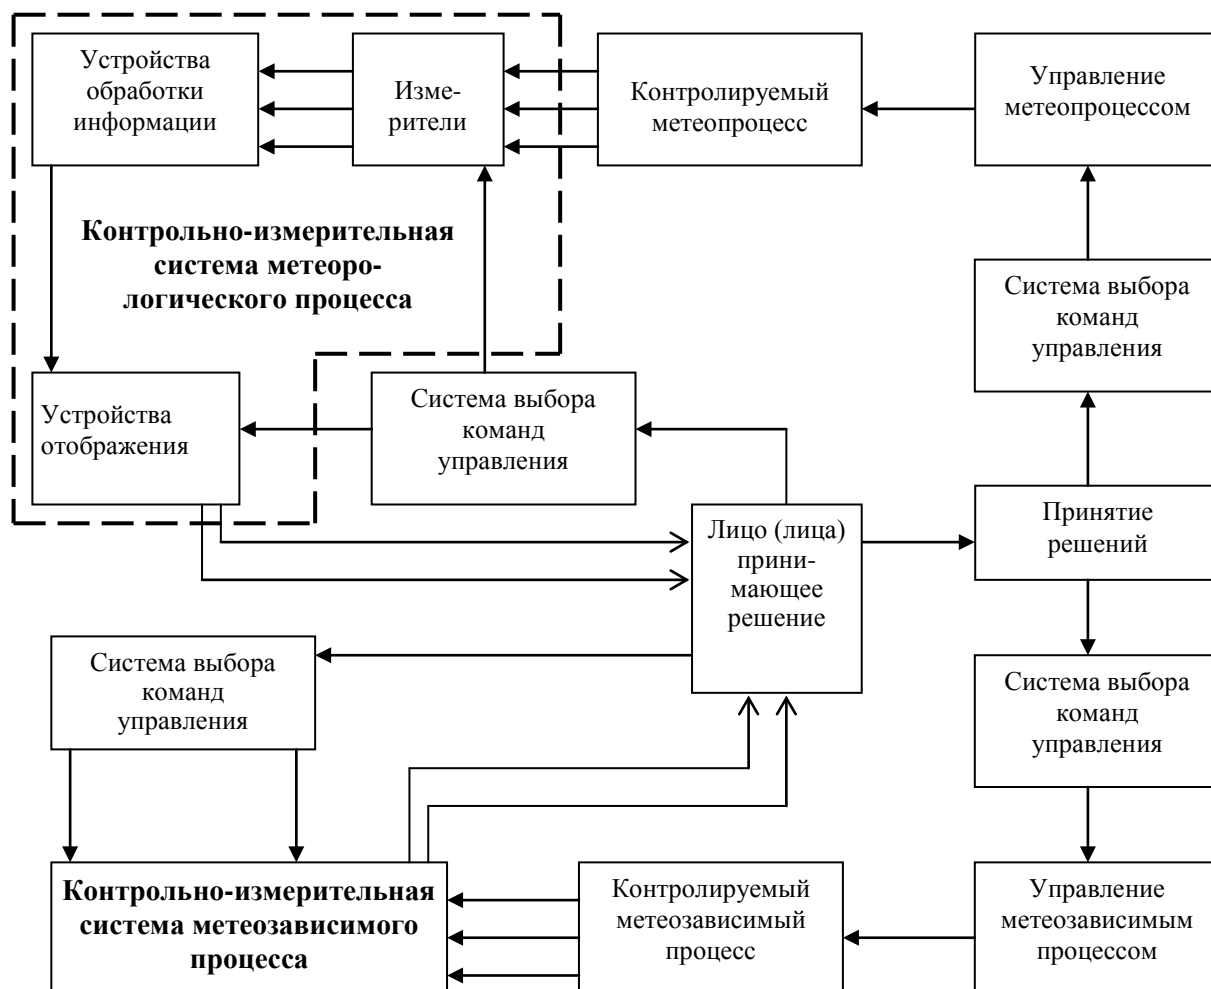 Устройства
обработки
информации
Изме-
рители
Контролируемый
метеопроцесс
Управление
метеопроцессом
Контрольно-измерительная
система метеоро-
логического процесса
Система выбора
команд
управления
Устройства
отображения
Система выбора
команд
управления
Лицо (лица)
прини-
мающее
решение
Принятие
решений
Система выбора
команд
управления
Система выбора
команд
управления
Контрольно-измерительная
система метеозависимого
процесса
Контролируемый
метеозависимый
процесс
Управление
метеозависимым
процессом